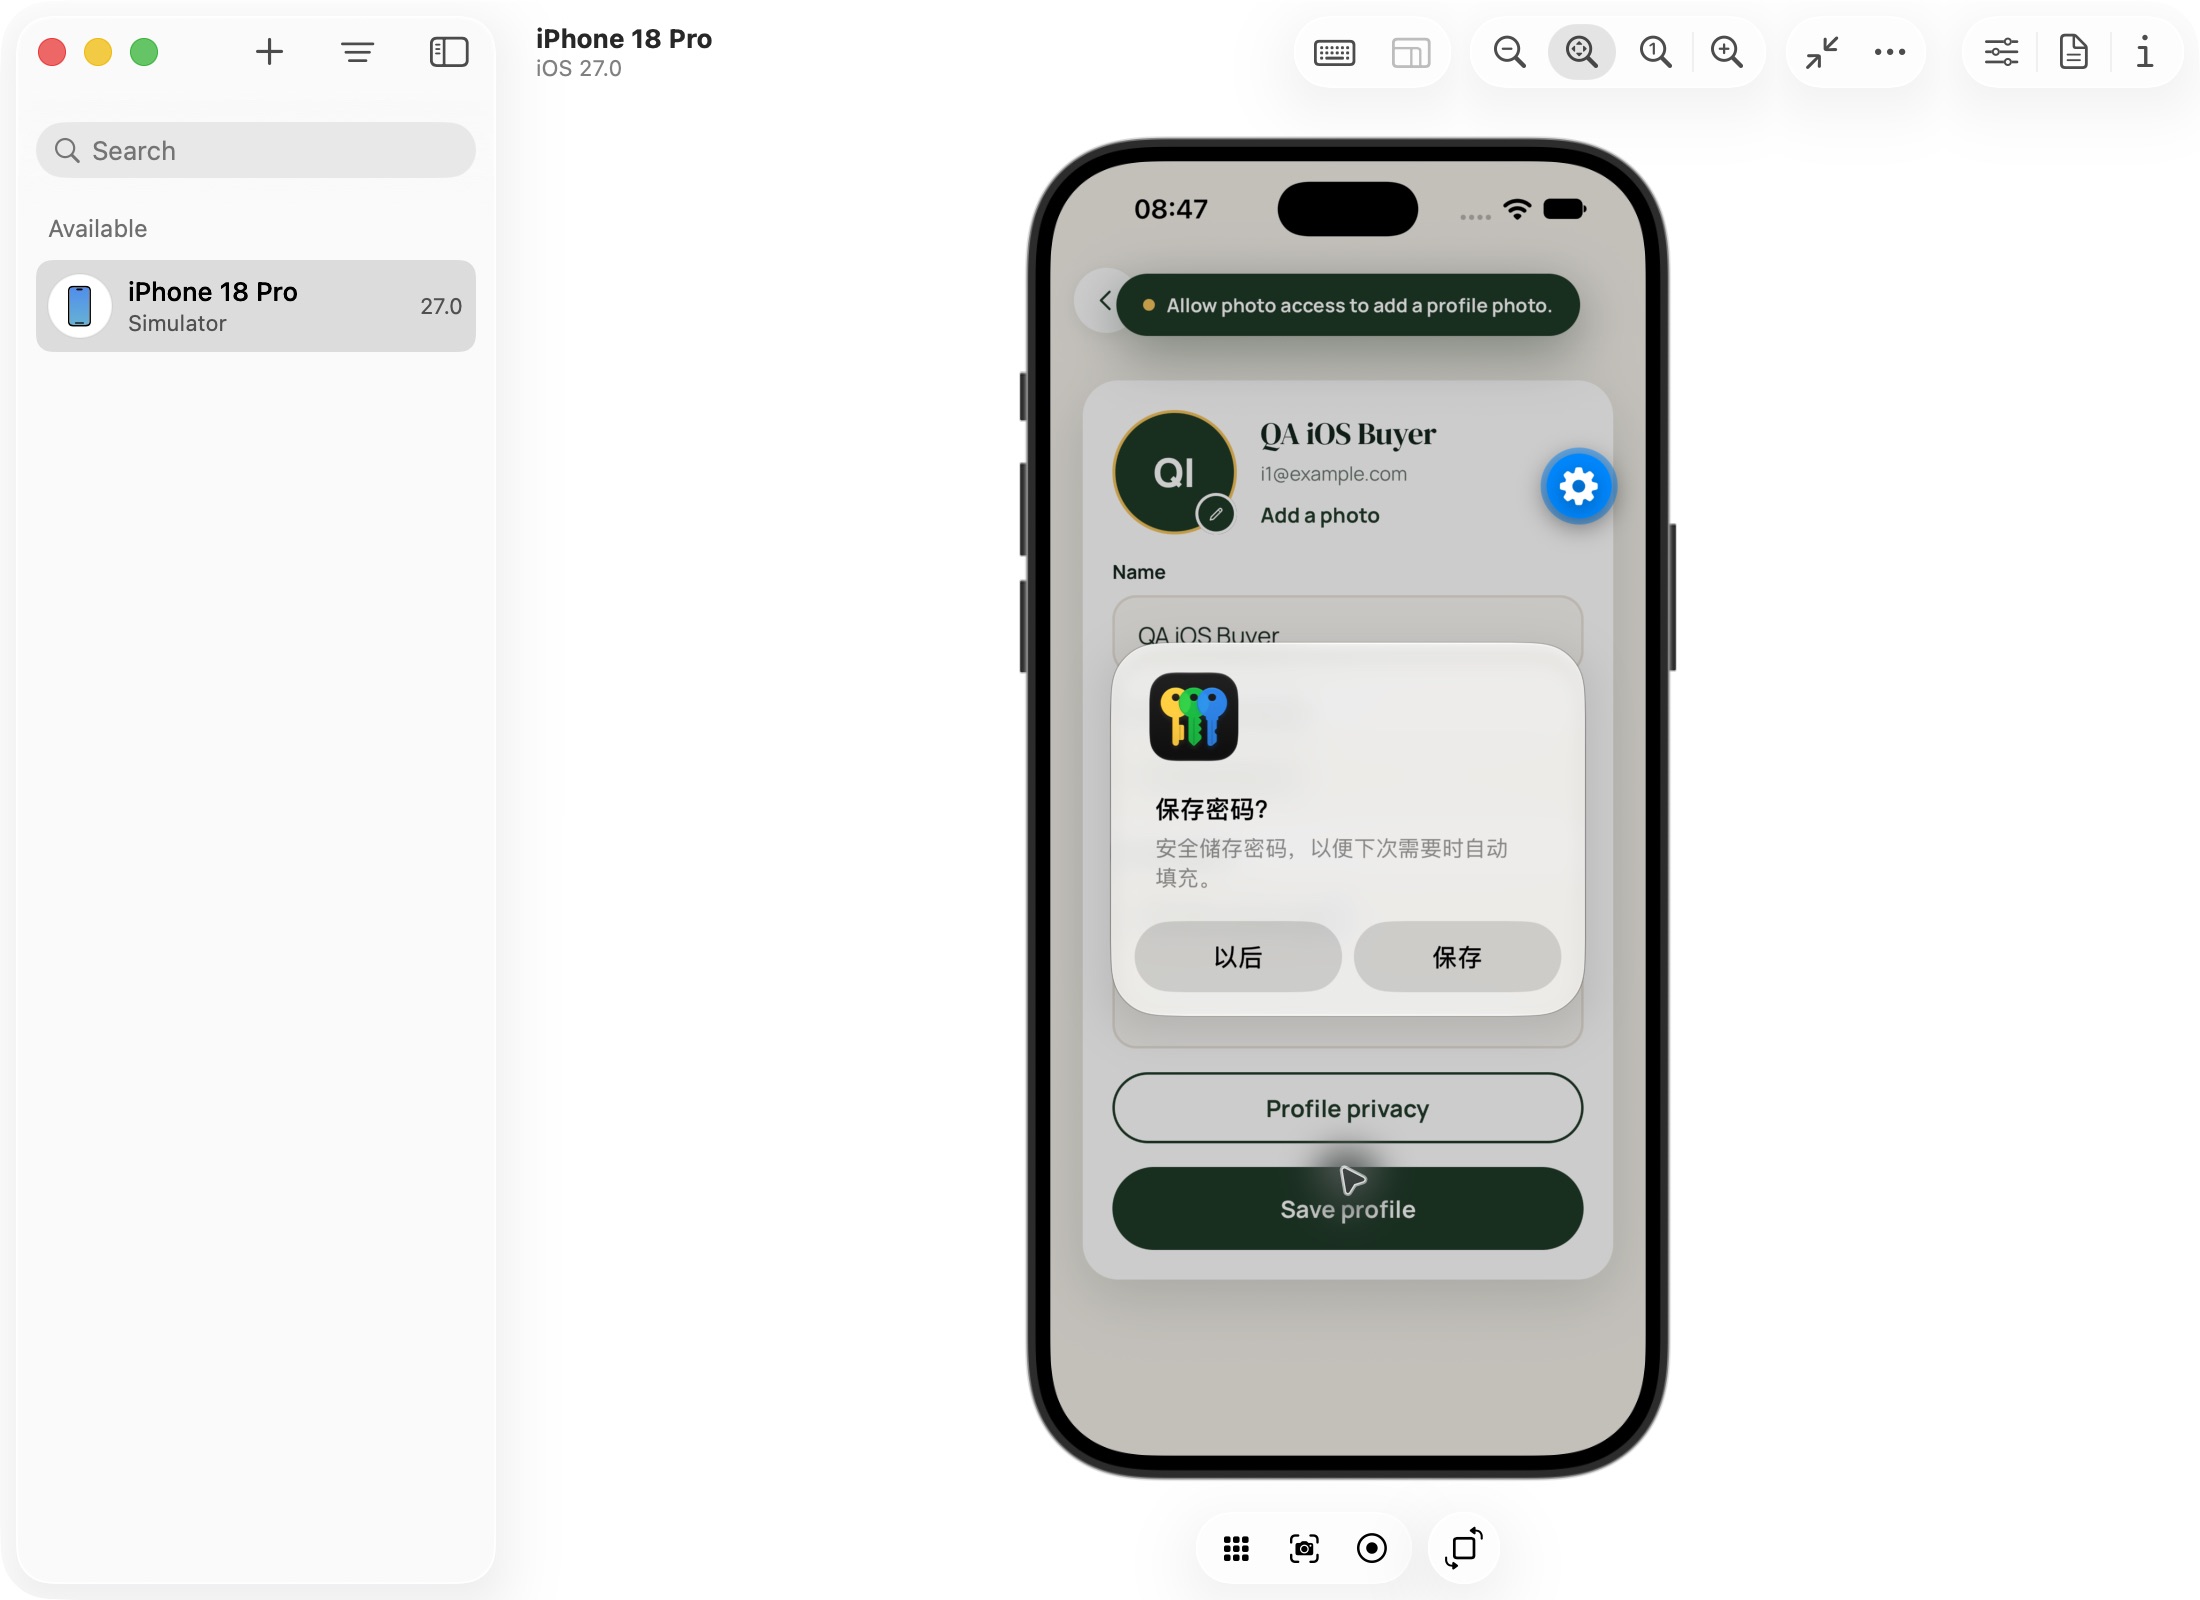 iPhone 18 Pro
iOS 27.0
Search
Available
iPhone 18 Pro
Simulator
27.0
1
08:47
Allow photo access to add a profile photo.
QI
QA iOS Buyer
i1@example.com
Add a photo
Name
QA iOS Buyer
保存密码？
安全储存密码，以便下次需要时自动
填充。
以后
保存
Profile privacy
Save profile